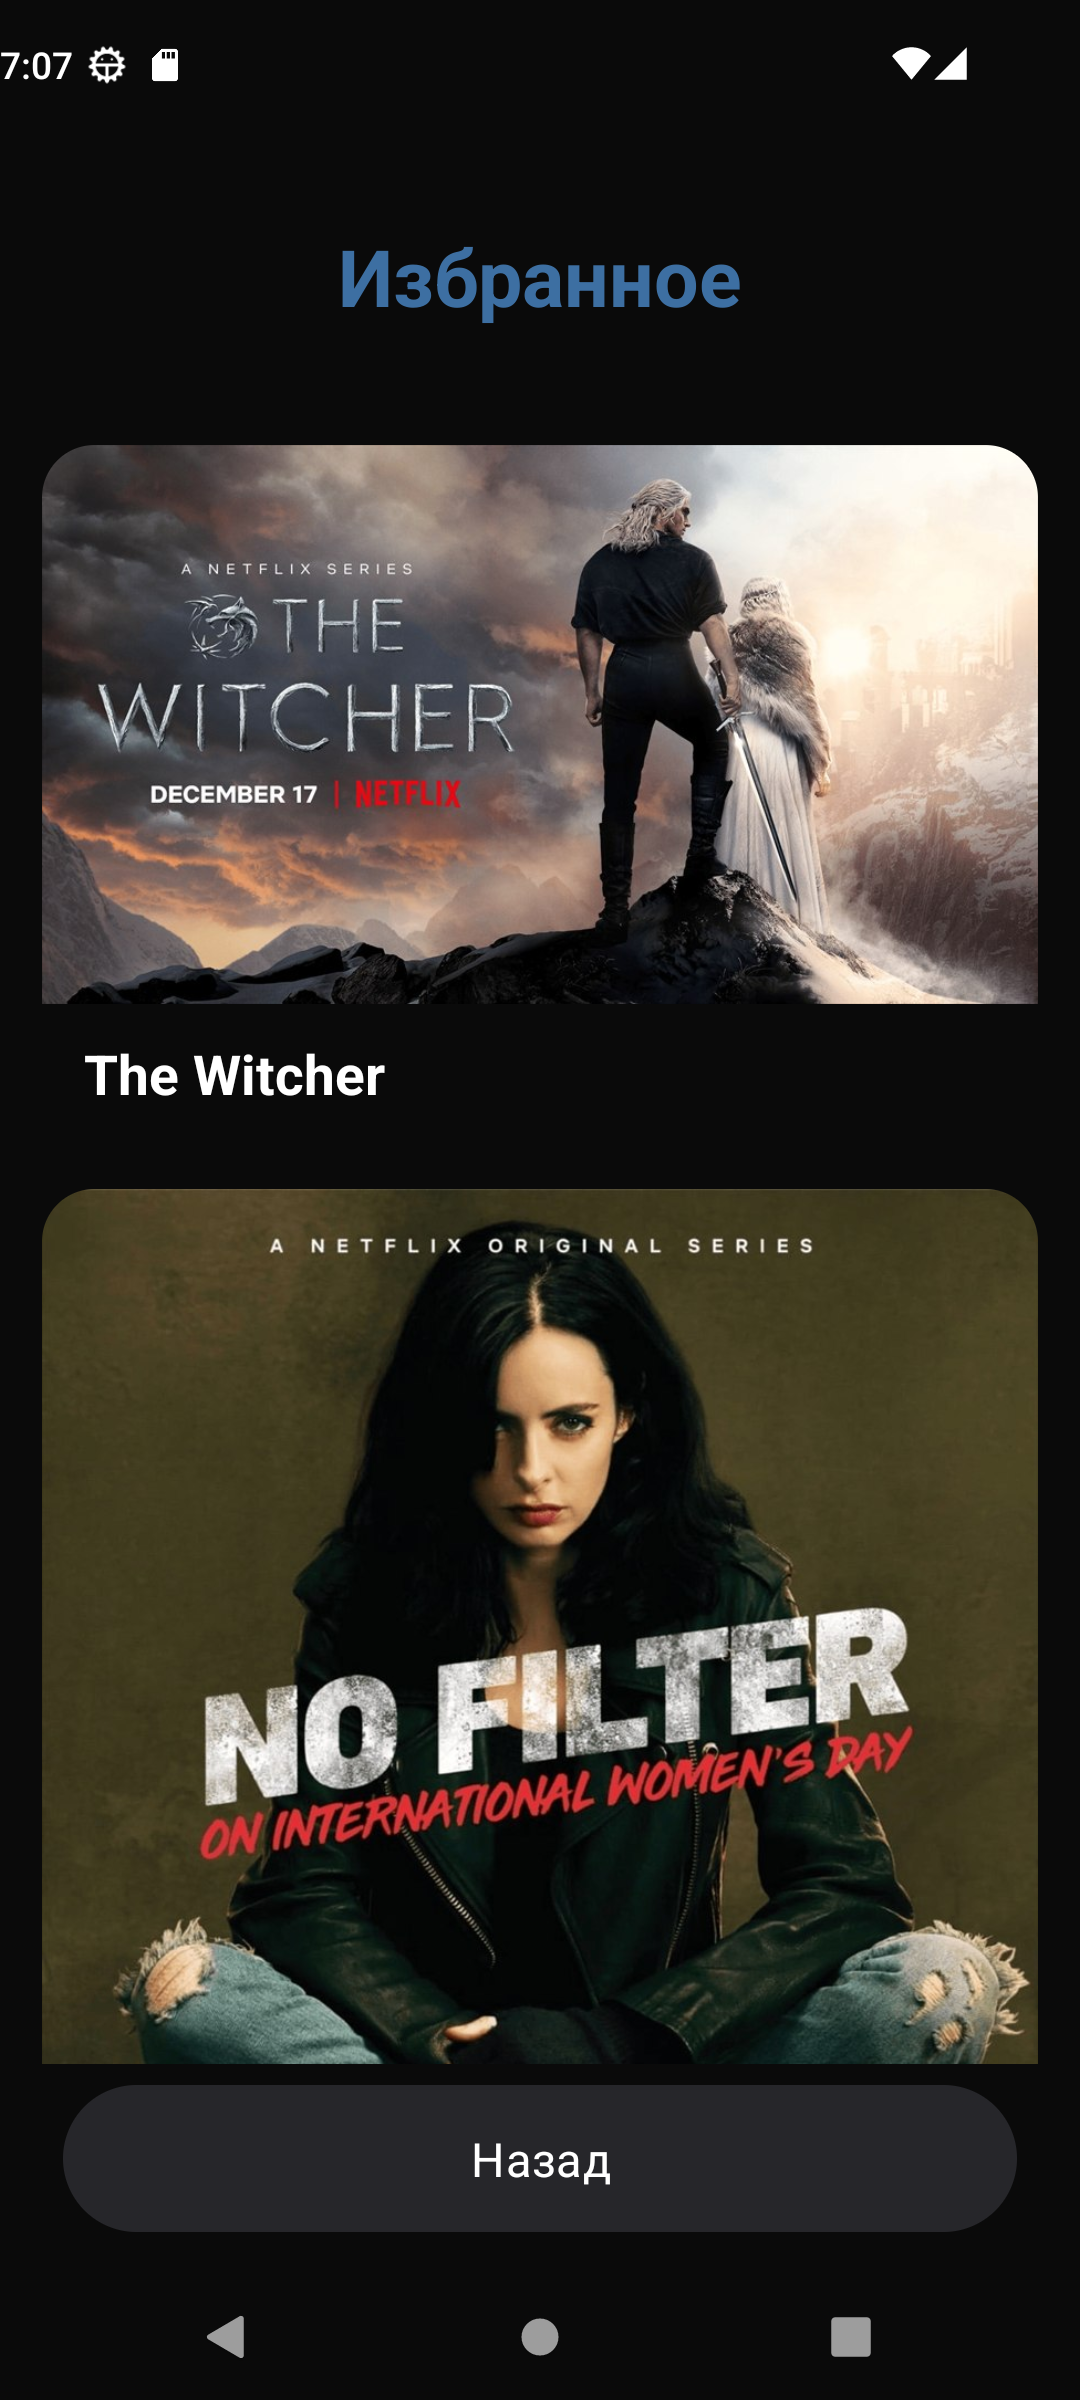 7:07
Избранное
A NETFLIX SERIES
THE
WITCHER
DECEMBER 17 | NETFLIX
The Witcher
A NETFLIX ORIGINAL SERIES
NO FILTER
ON INTERNATIONAL WOMEN'S DAY
Назад